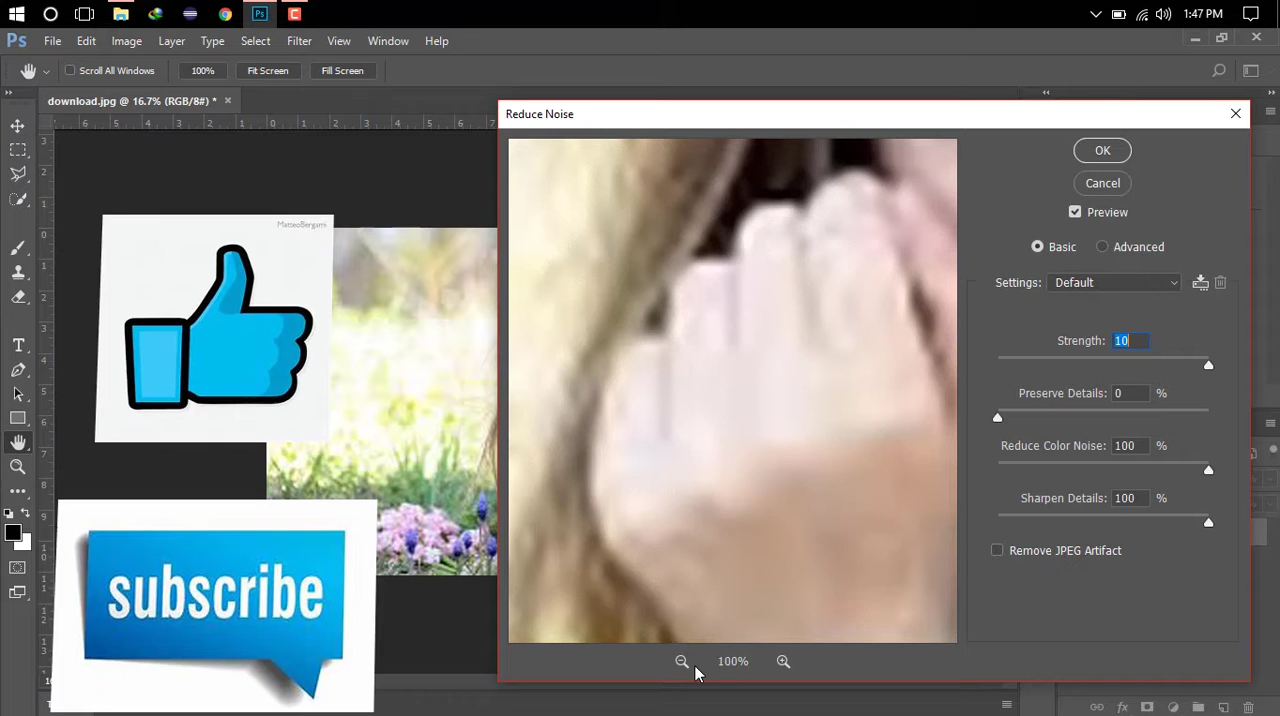 1:47 PM
Ps File Edit Image Layer Type Select Filter View Window Help
Scroll All Windows 100% Fit Screen Fill Screen
download.jpg @ 16.7% (RGB/8#) *
Reduce Noise
MatteoBergami
subscribe
100%
OK
Cancel
Preview
Basic Advanced
Settings: Default
Strength: 10
Preserve Details: 0 %
Reduce Color Noise: 100 %
Sharpen Details: 100 %
Remove JPEG Artifact